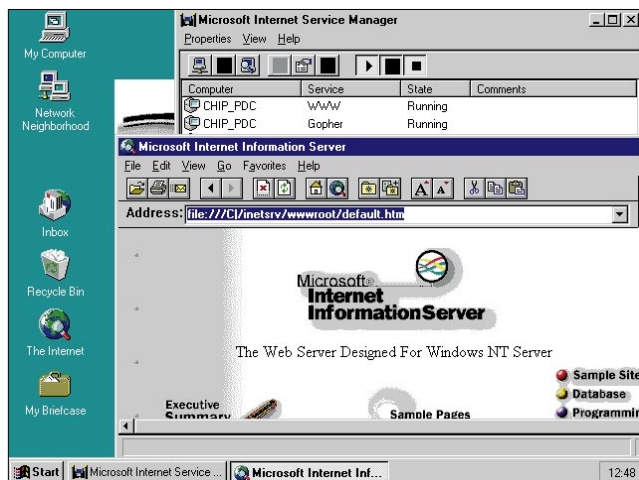 My Computer
Network
Neighborhood
Inbox
Recycle Bin
The Internet
My Briefcase
Microsoft Internet Service Manager
Properties View Help
Computer Service State Comments
CHIP_PDC WWW Running
CHIP_PDC Gopher Running
Microsoft Internet Information Server
File Edit View Go Favorites Help
Address: file:///C|/inetsrv/wwwroot/default.htm
Microsoft®
Internet
Information Server
The Web Server Designed For Windows NT Server
Sample Site
Database
Programmin
Executive
Summary
Sample Pages
Start Microsoft Internet Service ... Microsoft Internet Inf... 12:48